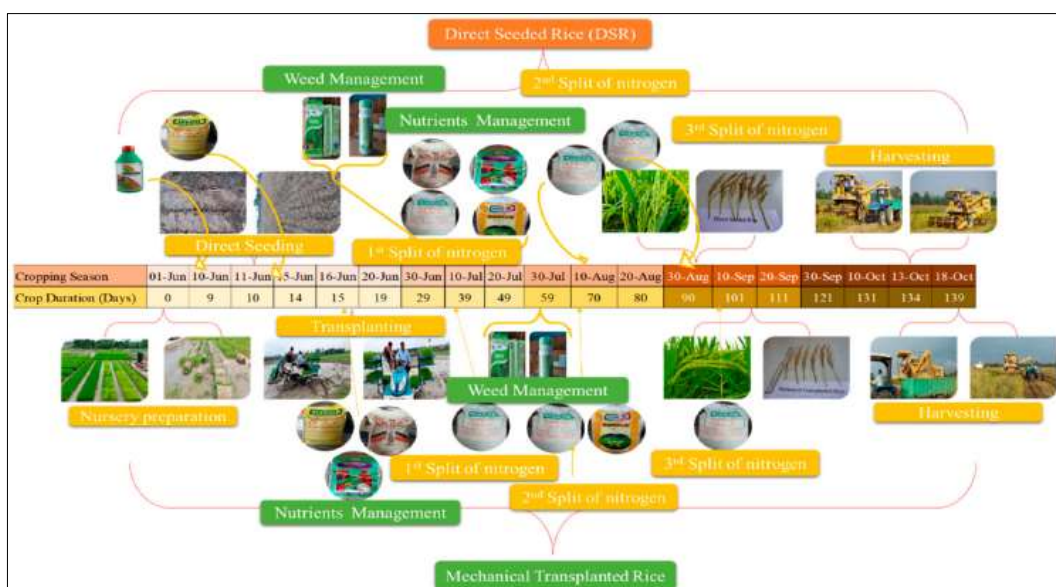 Direct Seeded Rice (DSR)
Weed Management
2nd Split of nitrogen
Nutrients Management
3rd Split of nitrogen
Harvesting
Direct Seeding
1st Split of nitrogen
Cropping Season 01-Jun 10-Jun 11-Jun 15-Jun 16-Jun 20-Jun 30-Jun 10-Jul 20-Jul 30-Jul 10-Aug 20-Aug 30-Aug 10-Sep 20-Sep 30-Sep 10-Oct 13-Oct 18-Oct
Crop Duration (Days) 0 9 10 14 15 19 29 39 49 59 70 80 90 101 111 121 131 134 139
Transplanting
Weed Management
Nursery preparation
Harvesting
1st Split of nitrogen
3rd Split of nitrogen
2nd Split of nitrogen
Nutrients Management
Mechanical Transplanted Rice